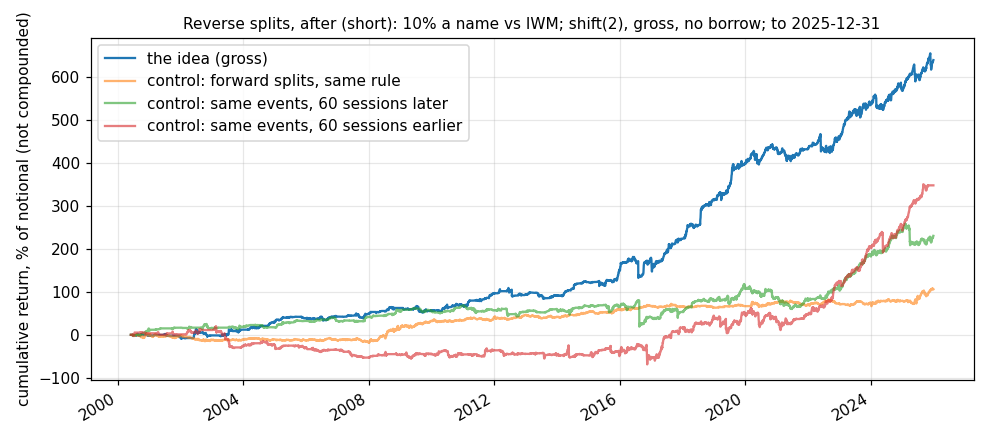 Reverse splits, after (short): 10% a name vs IWM; shift(2), gross, no borrow; to 2025-12-31
cumulative return, % of notional (not compounded)
the idea (gross)
control: forward splits, same rule
control: same events, 60 sessions later
control: same events, 60 sessions earlier
600
500
400
300
200
100
0
−100
2000
2004
2008
2012
2016
2020
2024